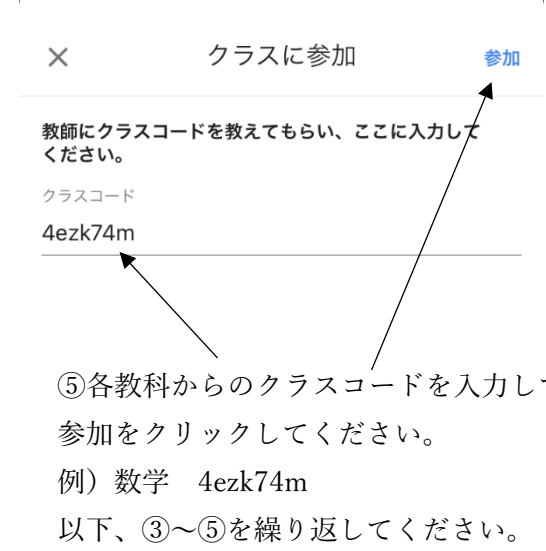 クラスに参加 参加
教師にクラスコードを教えてもらい、ここに入力して
ください。
クラスコード
4ezk74m
⑤各教科からのクラスコードを入力して
参加をクリックしてください。
例）数学　4ezk74m
以下、③～⑤を繰り返してください。